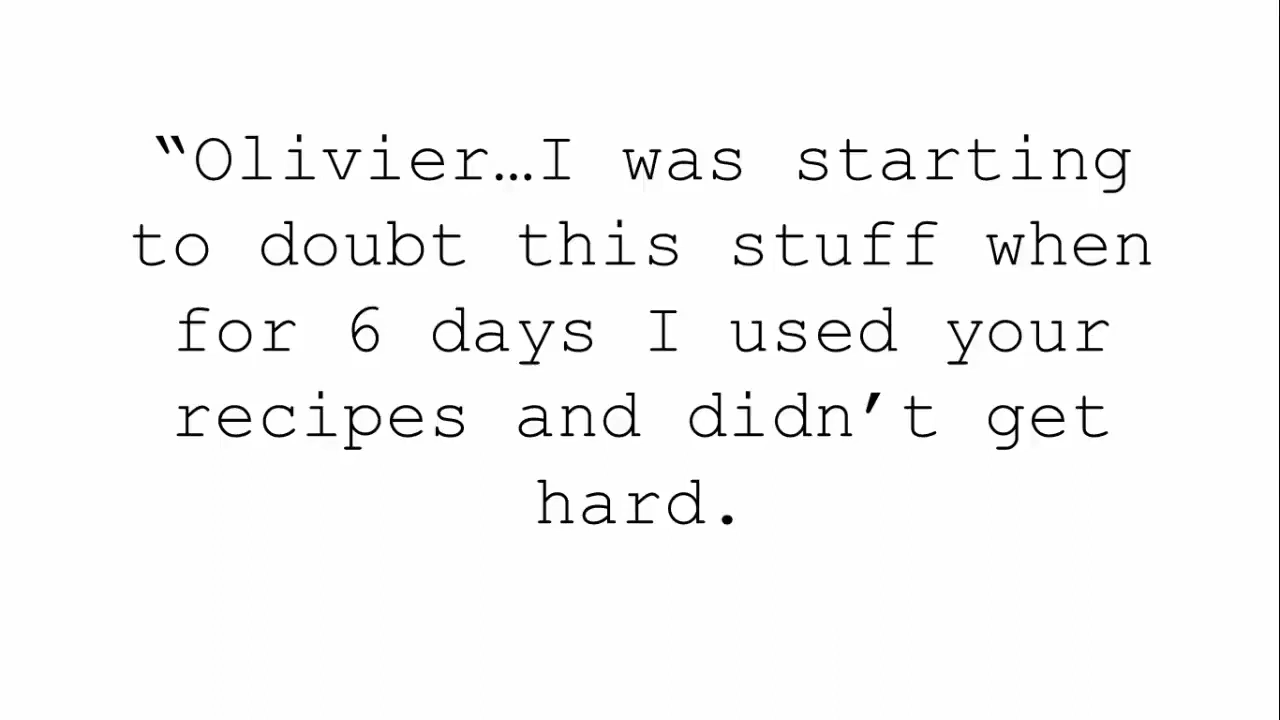 “Olivier…I was starting
to doubt this stuff when
for 6 days I used your
recipes and didn’t get
hard.